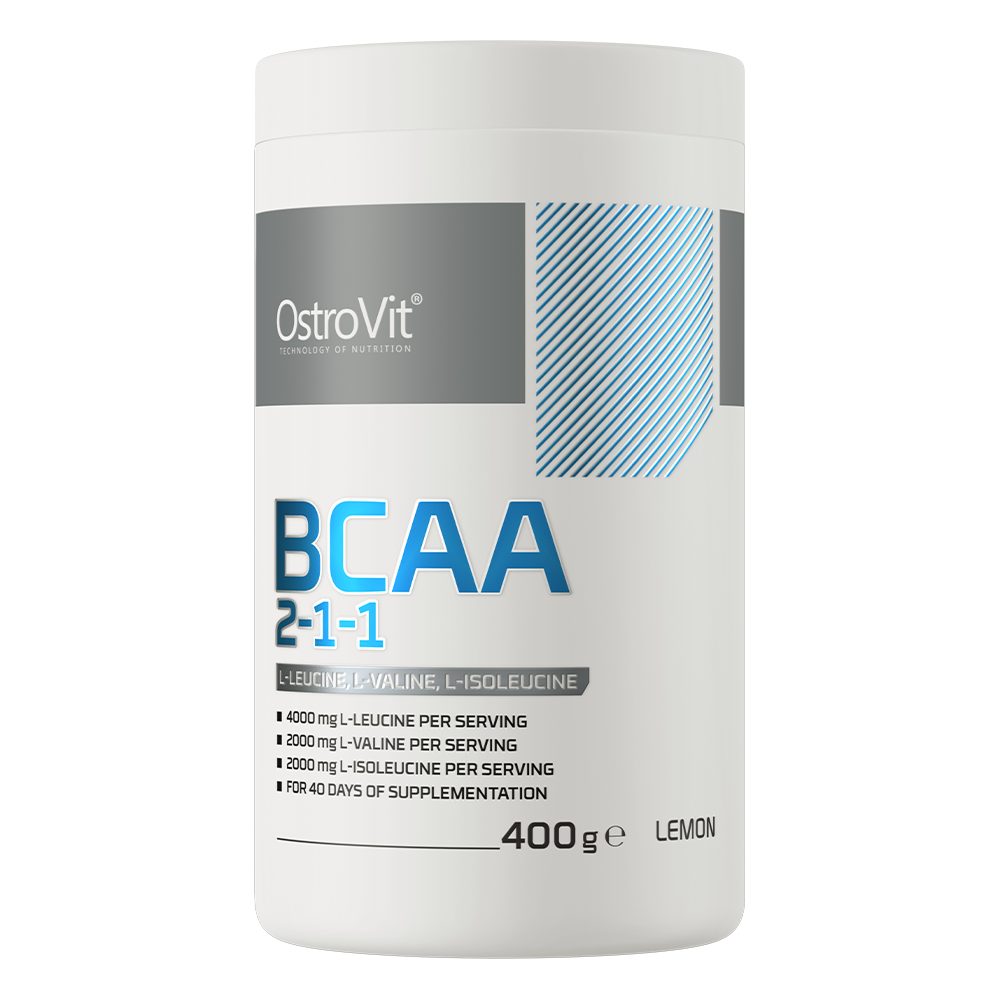 OstroVit®
TECHNOLOGY OF NUTRITION
BCAA
2-1-1
L-LEUCINE, L-VALINE, L-ISOLEUCINE
4000 mg L-LEUCINE PER SERVING
2000 mg L-VALINE PER SERVING
2000 mg L-ISOLEUCINE PER SERVING
FOR 40 DAYS OF SUPPLEMENTATION
400 g ℮ LEMON